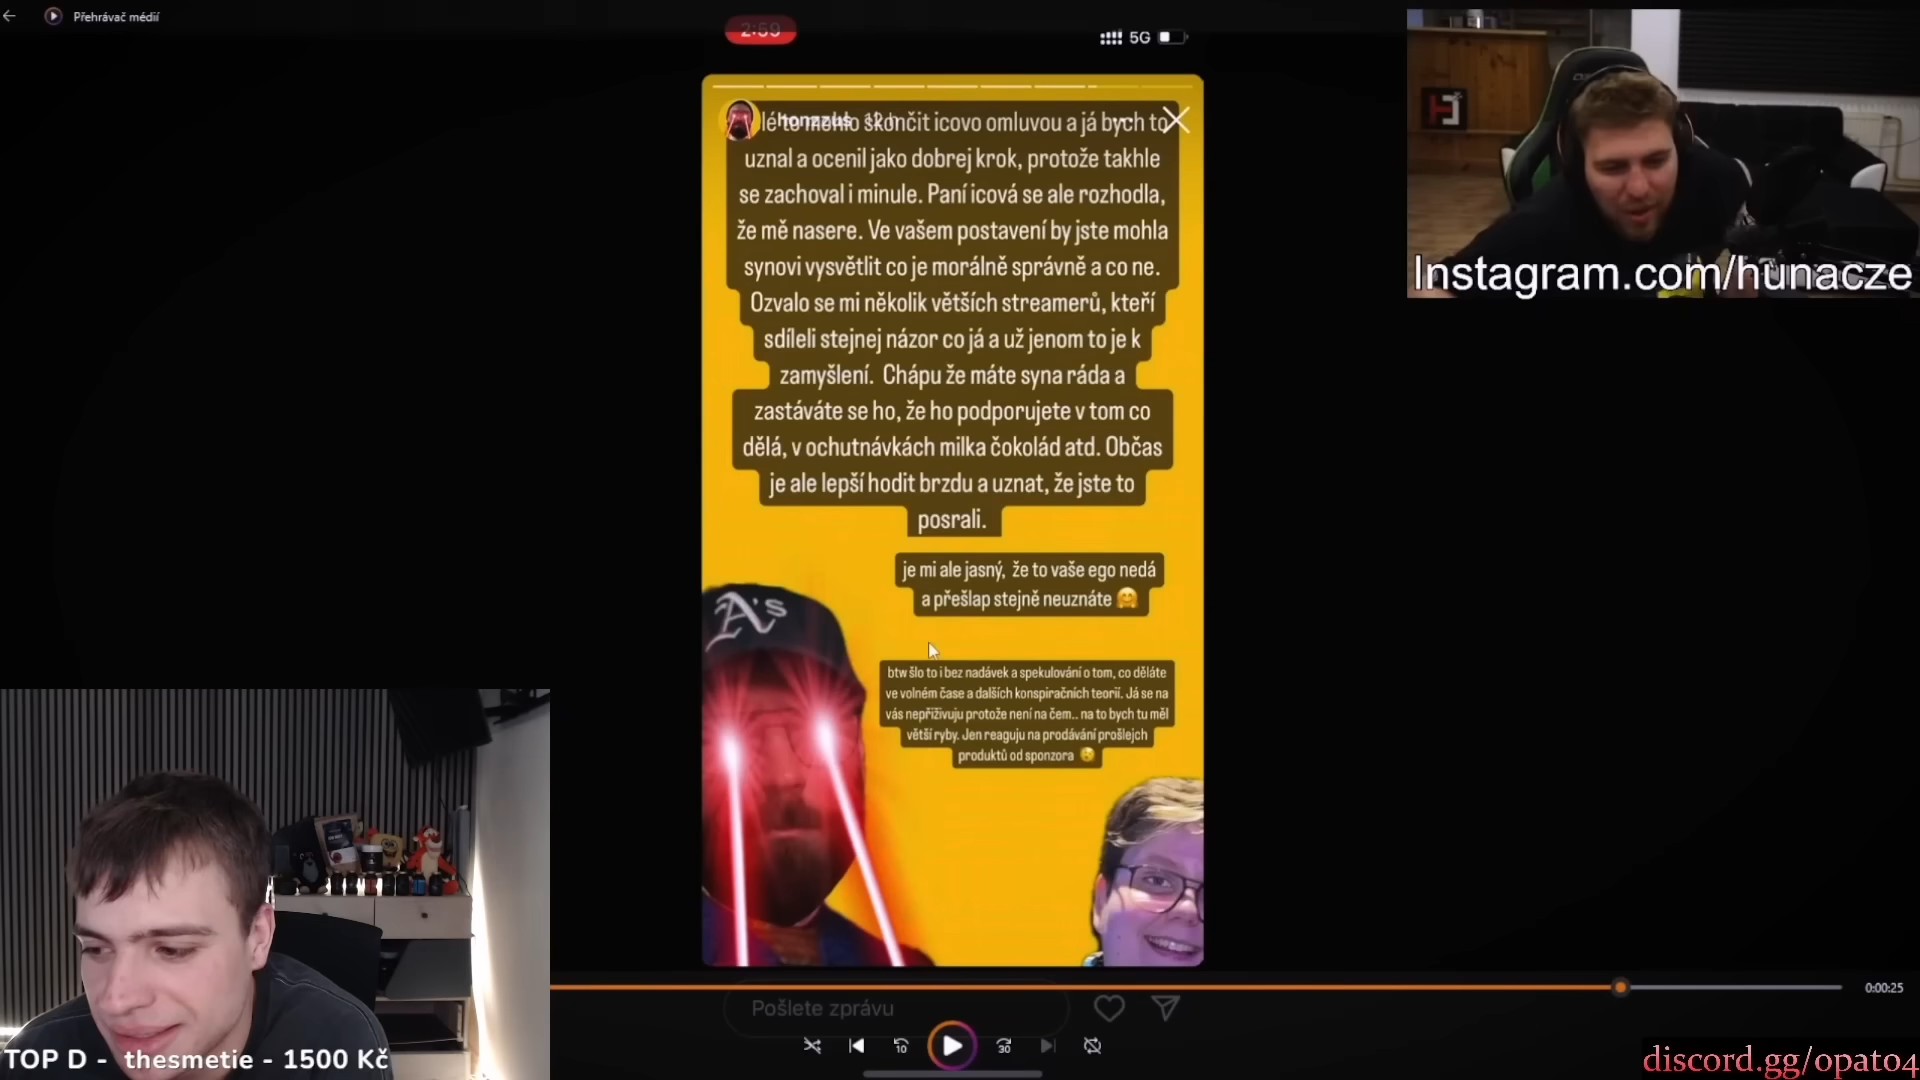 Přehrávač médií
2:59
5G
honzzus 12 h
to mohlo skončit icovo omluvou a já bych to
uznal a ocenil jako dobrej krok, protože takhle
se zachoval i minule. Paní icová se ale rozhodla,
že mě nasere. Ve vašem postavení by jste mohla
synovi vysvětlit co je morálně správně a co ne.
Ozvalo se mi několik větších streamerů, kteří
sdíleli stejnej názor co já a už jenom to je k
zamyšlení. Chápu že máte syna ráda a
zastáváte se ho, že ho podporujete v tom co
dělá, v ochutnávkách milka čokolád atd. Občas
je ale lepší hodit brzdu a uznat, že jste to
posrali.
je mi ale jasný, že to vaše ego nedá
a přešlap stejně neuznáte 🤗
A's
btw šlo to i bez nadávek a spekulování o tom, co děláte
ve volném čase a dalších konspiračních teorií. Já se na
vás nepřiživuju protože není na čem.. na to bych tu měl
větší ryby. Jen reaguju na prodávání prošlejch
produktů od sponzora
Instagram.com/hunacze
0:00:25
Pošlete zprávu
10
30
TOP D - thesmetie - 1500 Kč
discord.gg/opat04